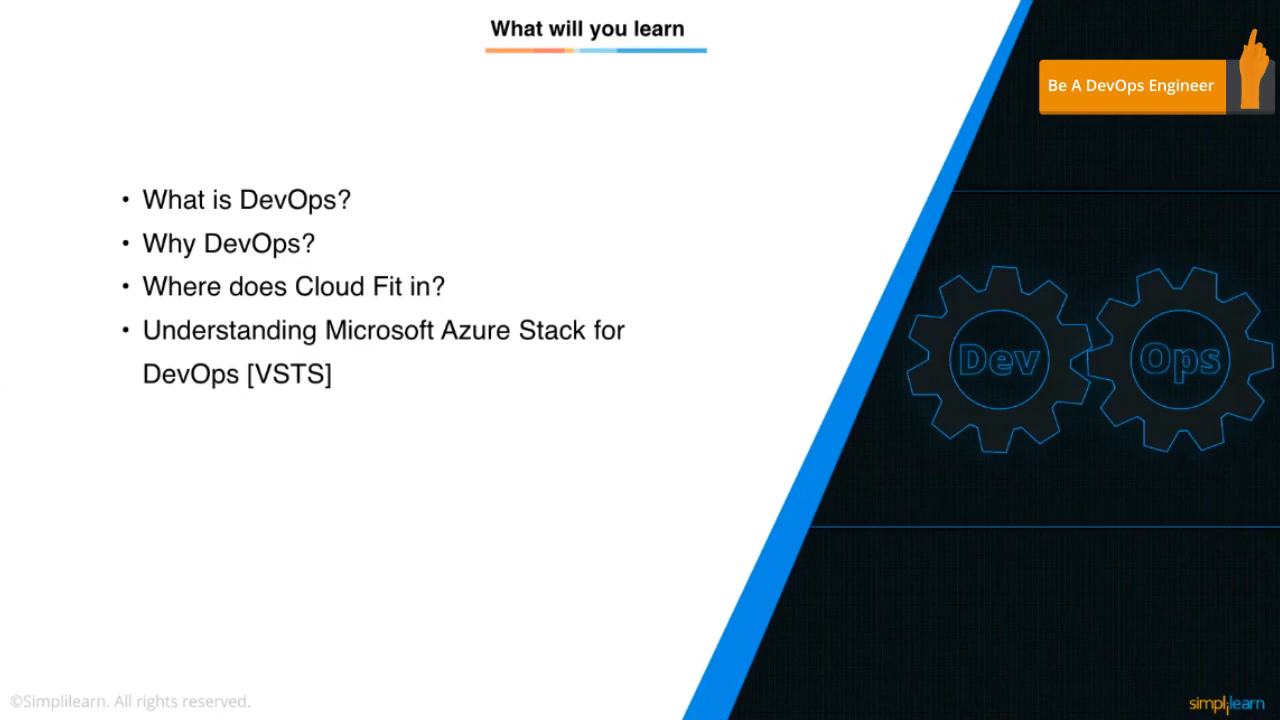 What will you learn
Be A DevOps Engineer
• What is DevOps?
• Why DevOps?
• Where does Cloud Fit in?
• Understanding Microsoft Azure Stack for
DevOps [VSTS]
Dev
Ops
©Simplilearn. All rights reserved.
simplilearn